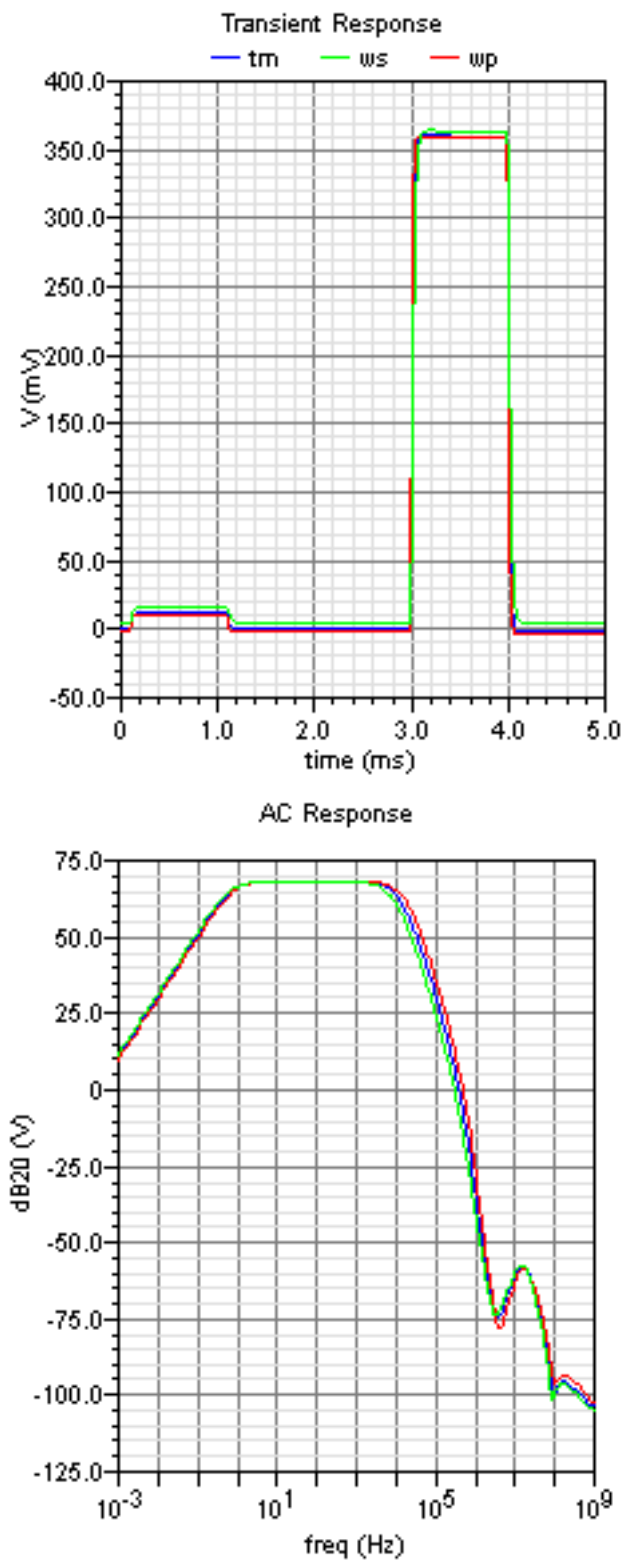 Transient Response
tm ws wp
400.0
350.0
300.0
250.0
200.0
150.0
100.0
50.0
0
-50.0
V (mV)
0 1.0 2.0 3.0 4.0 5.0
time (ms)
AC Response
75.0
50.0
25.0
0
-25.0
-50.0
-75.0
-100.0
-125.0
dB20 (V)
10-3 101 105 109
freq (Hz)